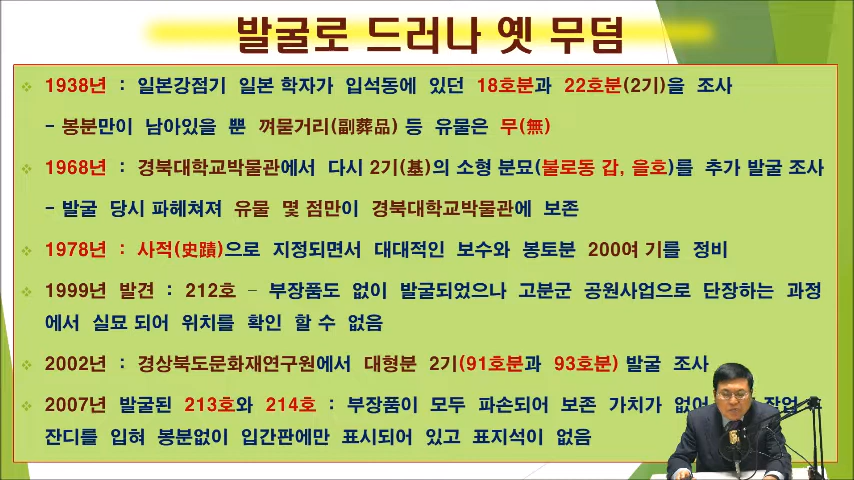 발굴로 드러나 옛 무덤
1938년 : 일본강점기 일본 학자가 입석동에 있던 18호분과 22호분(2기)을 조사
- 봉분만이 남아있을 뿐 껴묻거리(副葬品) 등 유물은 무(無)
1968년 : 경북대학교박물관에서 다시 2기(基)의 소형 분묘(불로동 갑, 을호)를 추가 발굴 조사
- 발굴 당시 파헤쳐져 유물 몇 점만이 경북대학교박물관에 보존
1978년 : 사적(史蹟)으로 지정되면서 대대적인 보수와 봉토분 200여 기를 정비
1999년 발견 : 212호 - 부장품도 없이 발굴되었으나 고분군 공원사업으로 단장하는 과정
에서 실묘 되어 위치를 확인 할 수 없음
2002년 : 경상북도문화재연구원에서 대형분 2기(91호분과 93호분) 발굴 조사
2007년 발굴된 213호와 214호 : 부장품이 모두 파손되어 보존 가치가 없어 작업
잔디를 입혀 봉분없이 입간판에만 표시되어 있고 표지석이 없음